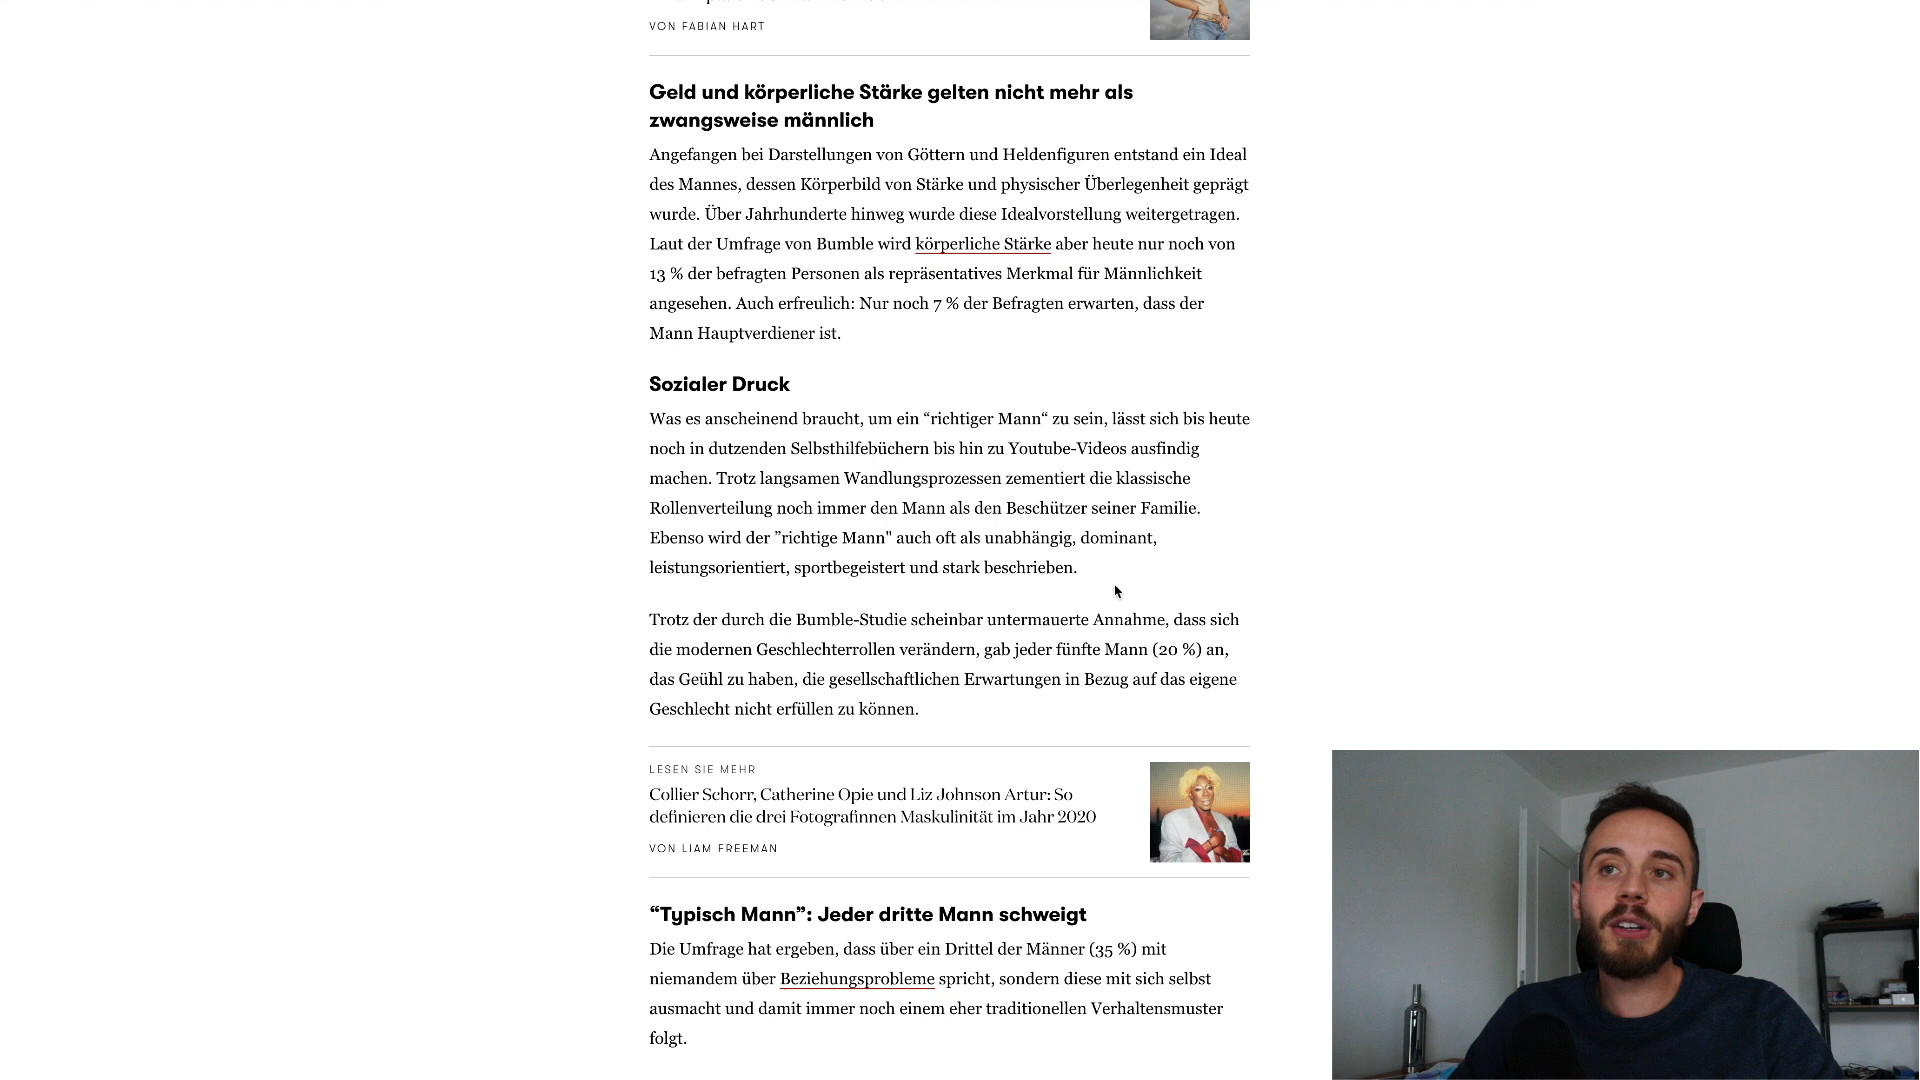 VON FABIAN HART
Geld und körperliche Stärke gelten nicht mehr als
zwangsweise männlich
Angefangen bei Darstellungen von Göttern und Heldenfiguren entstand ein Ideal
des Mannes, dessen Körperbild von Stärke und physischer Überlegenheit geprägt
wurde. Über Jahrhunderte hinweg wurde diese Idealvorstellung weitergetragen.
Laut der Umfrage von Bumble wird körperliche Stärke aber heute nur noch von
13 % der befragten Personen als repräsentatives Merkmal für Männlichkeit
angesehen. Auch erfreulich: Nur noch 7 % der Befragten erwarten, dass der
Mann Hauptverdiener ist.
Sozialer Druck
Was es anscheinend braucht, um ein “richtiger Mann“ zu sein, lässt sich bis heute
noch in dutzenden Selbsthilfebüchern bis hin zu Youtube-Videos ausfindig
machen. Trotz langsamen Wandlungsprozessen zementiert die klassische
Rollenverteilung noch immer den Mann als den Beschützer seiner Familie.
Ebenso wird der ”richtige Mann" auch oft als unabhängig, dominant,
leistungsorientiert, sportbegeistert und stark beschrieben.
Trotz der durch die Bumble-Studie scheinbar untermauerte Annahme, dass sich
die modernen Geschlechterrollen verändern, gab jeder fünfte Mann (20 %) an,
das Geühl zu haben, die gesellschaftlichen Erwartungen in Bezug auf das eigene
Geschlecht nicht erfüllen zu können.
LESEN SIE MEHR
Collier Schorr, Catherine Opie und Liz Johnson Artur: So
definieren die drei Fotografinnen Maskulinität im Jahr 2020
VON LIAM FREEMAN
“Typisch Mann”: Jeder dritte Mann schweigt
Die Umfrage hat ergeben, dass über ein Drittel der Männer (35 %) mit
niemandem über Beziehungsprobleme spricht, sondern diese mit sich selbst
ausmacht und damit immer noch einem eher traditionellen Verhaltensmuster
folgt.